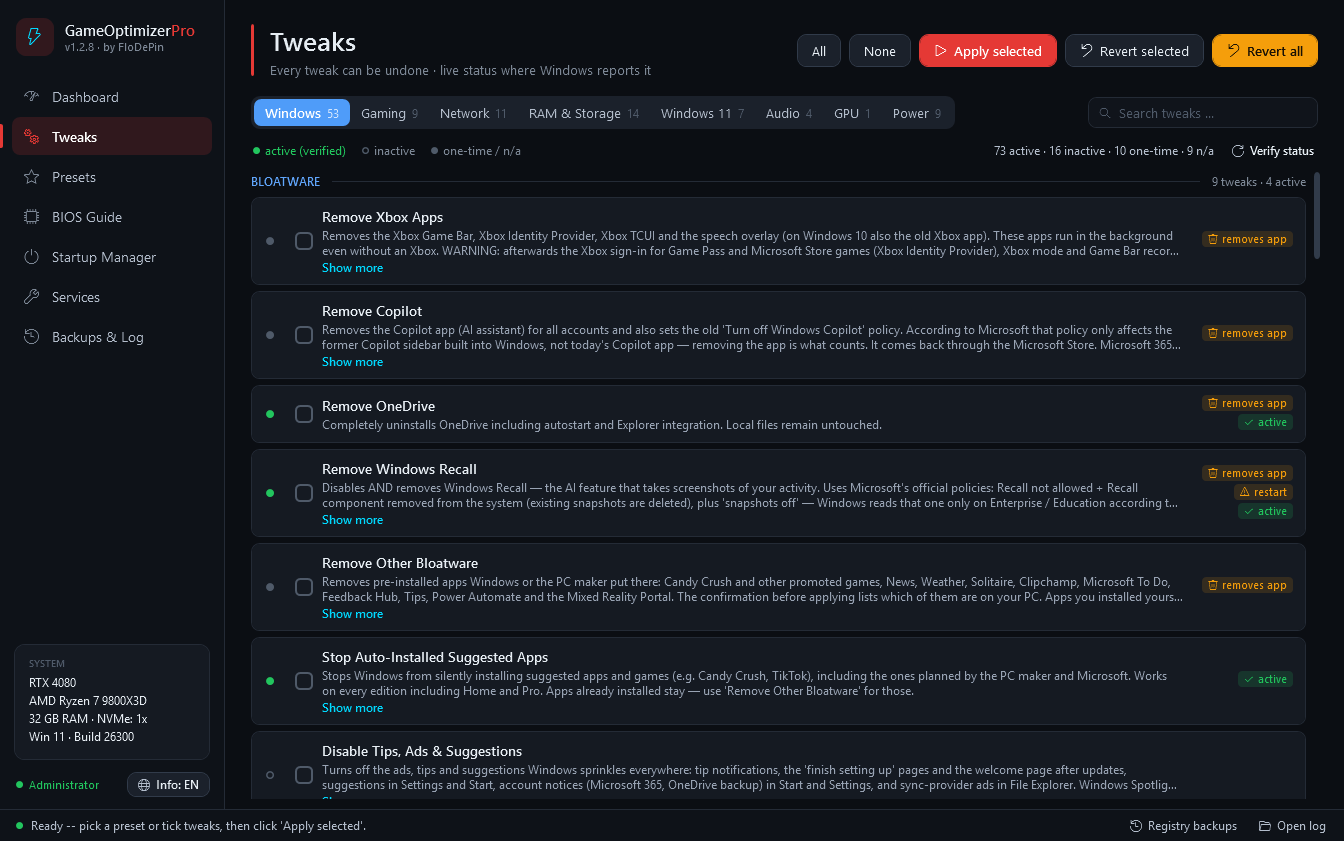 GameOptimizerPro
v1.2.8 · by FloDePin
Dashboard
Tweaks
Presets
BIOS Guide
Startup Manager
Services
Backups & Log
SYSTEM
RTX 4080
AMD Ryzen 7 9800X3D
32 GB RAM · NVMe: 1x
Win 11 · Build 26300
Administrator
Info: EN
Tweaks
Every tweak can be undone · live status where Windows reports it
All
None
Apply selected
Revert selected
Revert all
Windows 53
Gaming 9
Network 11
RAM & Storage 14
Windows 11 7
Audio 4
GPU 1
Power 9
Search tweaks ...
active (verified)
inactive
one-time / n/a
73 active · 16 inactive · 10 one-time · 9 n/a
Verify status
BLOATWARE
9 tweaks · 4 active
Remove Xbox Apps
Removes the Xbox Game Bar, Xbox Identity Provider, Xbox TCUI and the speech overlay (on Windows 10 also the old Xbox app). These apps run in the background
even without an Xbox. WARNING: afterwards the Xbox sign-in for Game Pass and Microsoft Store games (Xbox Identity Provider), Xbox mode and Game Bar recor...
Show more
removes app
Remove Copilot
Removes the Copilot app (AI assistant) for all accounts and also sets the old 'Turn off Windows Copilot' policy. According to Microsoft that policy only affects the
former Copilot sidebar built into Windows, not today's Copilot app — removing the app is what counts. It comes back through the Microsoft Store. Microsoft 365...
Show more
removes app
Remove OneDrive
Completely uninstalls OneDrive including autostart and Explorer integration. Local files remain untouched.
removes app
active
Remove Windows Recall
Disables AND removes Windows Recall — the AI feature that takes screenshots of your activity. Uses Microsoft's official policies: Recall not allowed + Recall
component removed from the system (existing snapshots are deleted), plus 'snapshots off' — Windows reads that one only on Enterprise / Education according t...
Show more
removes app
restart
active
Remove Other Bloatware
Removes pre-installed apps Windows or the PC maker put there: Candy Crush and other promoted games, News, Weather, Solitaire, Clipchamp, Microsoft To Do,
Feedback Hub, Tips, Power Automate and the Mixed Reality Portal. The confirmation before applying lists which of them are on your PC. Apps you installed yours...
Show more
removes app
Stop Auto-Installed Suggested Apps
Stops Windows from silently installing suggested apps and games (e.g. Candy Crush, TikTok), including the ones planned by the PC maker and Microsoft. Works
on every edition including Home and Pro. Apps already installed stay — use 'Remove Other Bloatware' for those.
Show more
active
Disable Tips, Ads & Suggestions
Turns off the ads, tips and suggestions Windows sprinkles everywhere: tip notifications, the 'finish setting up' pages and the welcome page after updates,
suggestions in Settings and Start, account notices (Microsoft 365, OneDrive backup) in Start and Settings, and sync-provider ads in File Explorer. Windows Spotlig...
Ready -- pick a preset or tick tweaks, then click 'Apply selected'.
Registry backups
Open log